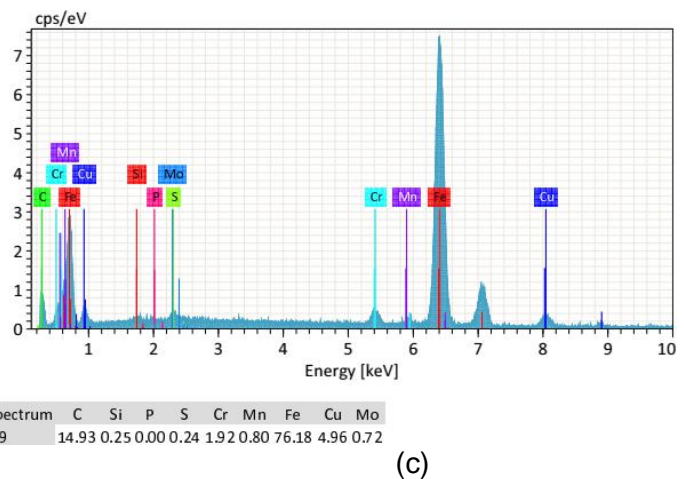 cps/eV
7
6
5
4
3
2
1
0
Mn
Cr Cu Si Mo Cr Mn Fe Cu
C Fe P S
1 2 3 4 5 6 7 8 9 10
Energy [keV]
pectrum C Si P S Cr Mn Fe Cu Mo
9 14.93 0.25 0.00 0.24 1.92 0.80 76.18 4.96 0.72
(c)